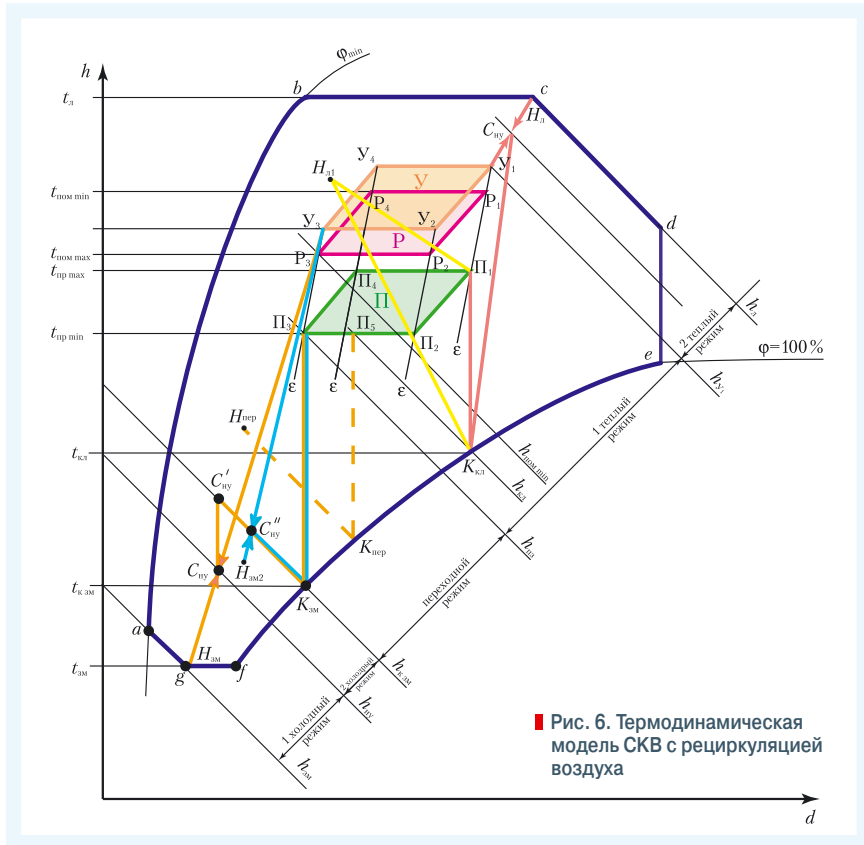 h
φmin
b
c
tл
Hл
Cну
У4
У1
Hл1
У
tпом min
P4
P1
У3
У2
d
P
tпом max
P3
P2
П1
tпр max
П4
П
hл
П3
П5
2 теплый режим
tпр min
П2
ε
e
φ=100%
ε
ε
ε
hУ1
Hпер
1 теплый режим
tкл
Kкл
hпом min
C′ну
hкл
C″ну
hп3
Kпер
Cну
Hзм2
переходной режим
tк зм
Kзм
a
Hзм
2 холодный режим
hк зм
tзм
g
f
hну
1 холодный режим
hзм
Рис. 6. Термодинамическая
модель СКВ с рециркуляцией
воздуха
d